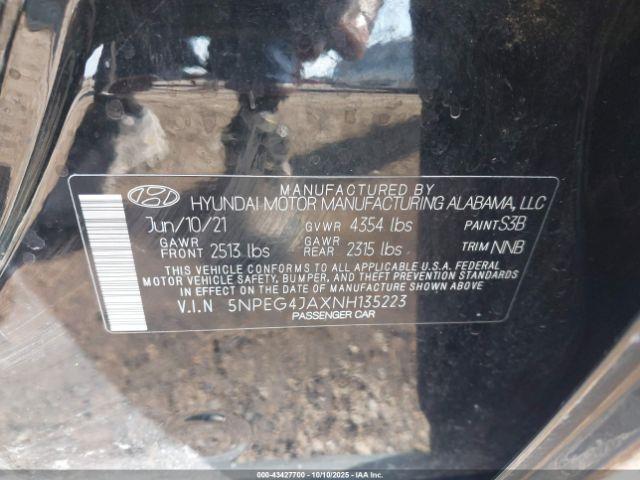 MANUFACTURED BY
HYUNDAI MOTOR MANUFACTURING ALABAMA, LLC
Jun/10/21 GVWR 4354 lbs PAINT S3B
GAWR FRONT 2513 lbs GAWR REAR 2315 lbs TRIM NNB
THIS VEHICLE CONFORMS TO ALL APPLICABLE U.S.A. FEDERAL
MOTOR VEHICLE SAFETY, BUMPER, AND THEFT PREVENTION STANDARDS
IN EFFECT ON THE DATE OF MANUFACTURE SHOWN ABOVE.
V.I.N 5NPEG4JAXNH135223
PASSENGER CAR
000-43427700 - 10/10/2025 - IAA Inc.